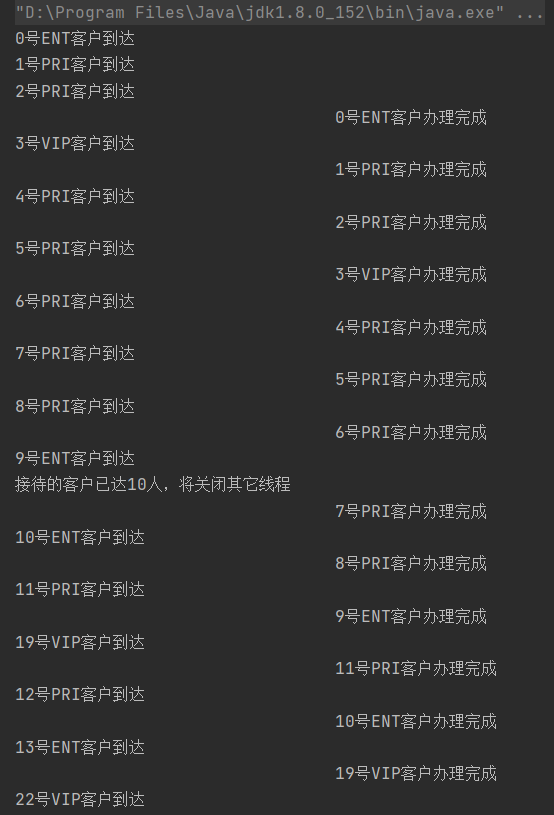 "D:\Program Files\Java\jdk1.8.0_152\bin\java.exe" ...
0号ENT客户到达
1号PRI客户到达
2号PRI客户到达
0号ENT客户办理完成
3号VIP客户到达
1号PRI客户办理完成
4号PRI客户到达
2号PRI客户办理完成
5号PRI客户到达
3号VIP客户办理完成
6号PRI客户到达
4号PRI客户办理完成
7号PRI客户到达
5号PRI客户办理完成
8号PRI客户到达
6号PRI客户办理完成
9号ENT客户到达
接待的客户已达10人，将关闭其它线程
7号PRI客户办理完成
10号ENT客户到达
8号PRI客户办理完成
11号PRI客户到达
9号ENT客户办理完成
19号VIP客户到达
11号PRI客户办理完成
12号PRI客户到达
10号ENT客户办理完成
13号ENT客户到达
19号VIP客户办理完成
22号VIP客户到达